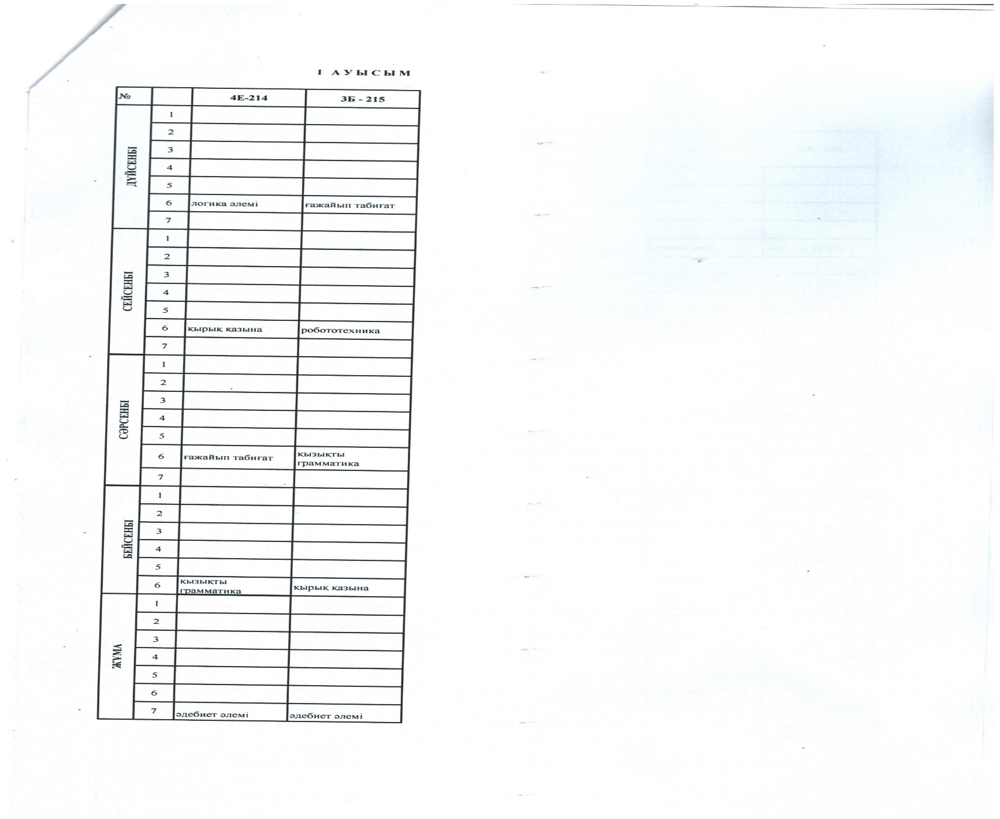 І АУЫСЫМ
№ 4Е-214 3Б - 215
ДҮЙСЕНБІ
1
2
3
4
5
6 логика әлемі ғажайып табиғат
7
СЕЙСЕНБІ
1
2
3
4
5
6 қырық қазына робототехника
7
СӘРСЕНБІ
1
2
3
4
5
6 ғажайып табиғат қызықты
грамматика
7
БЕЙСЕНБІ
1
2
3
4
5
6 қызықты
грамматика қырық қазына
ЖҰМА
1
2
3
4
5
6
7 әдебиет әлемі әдебиет әлемі